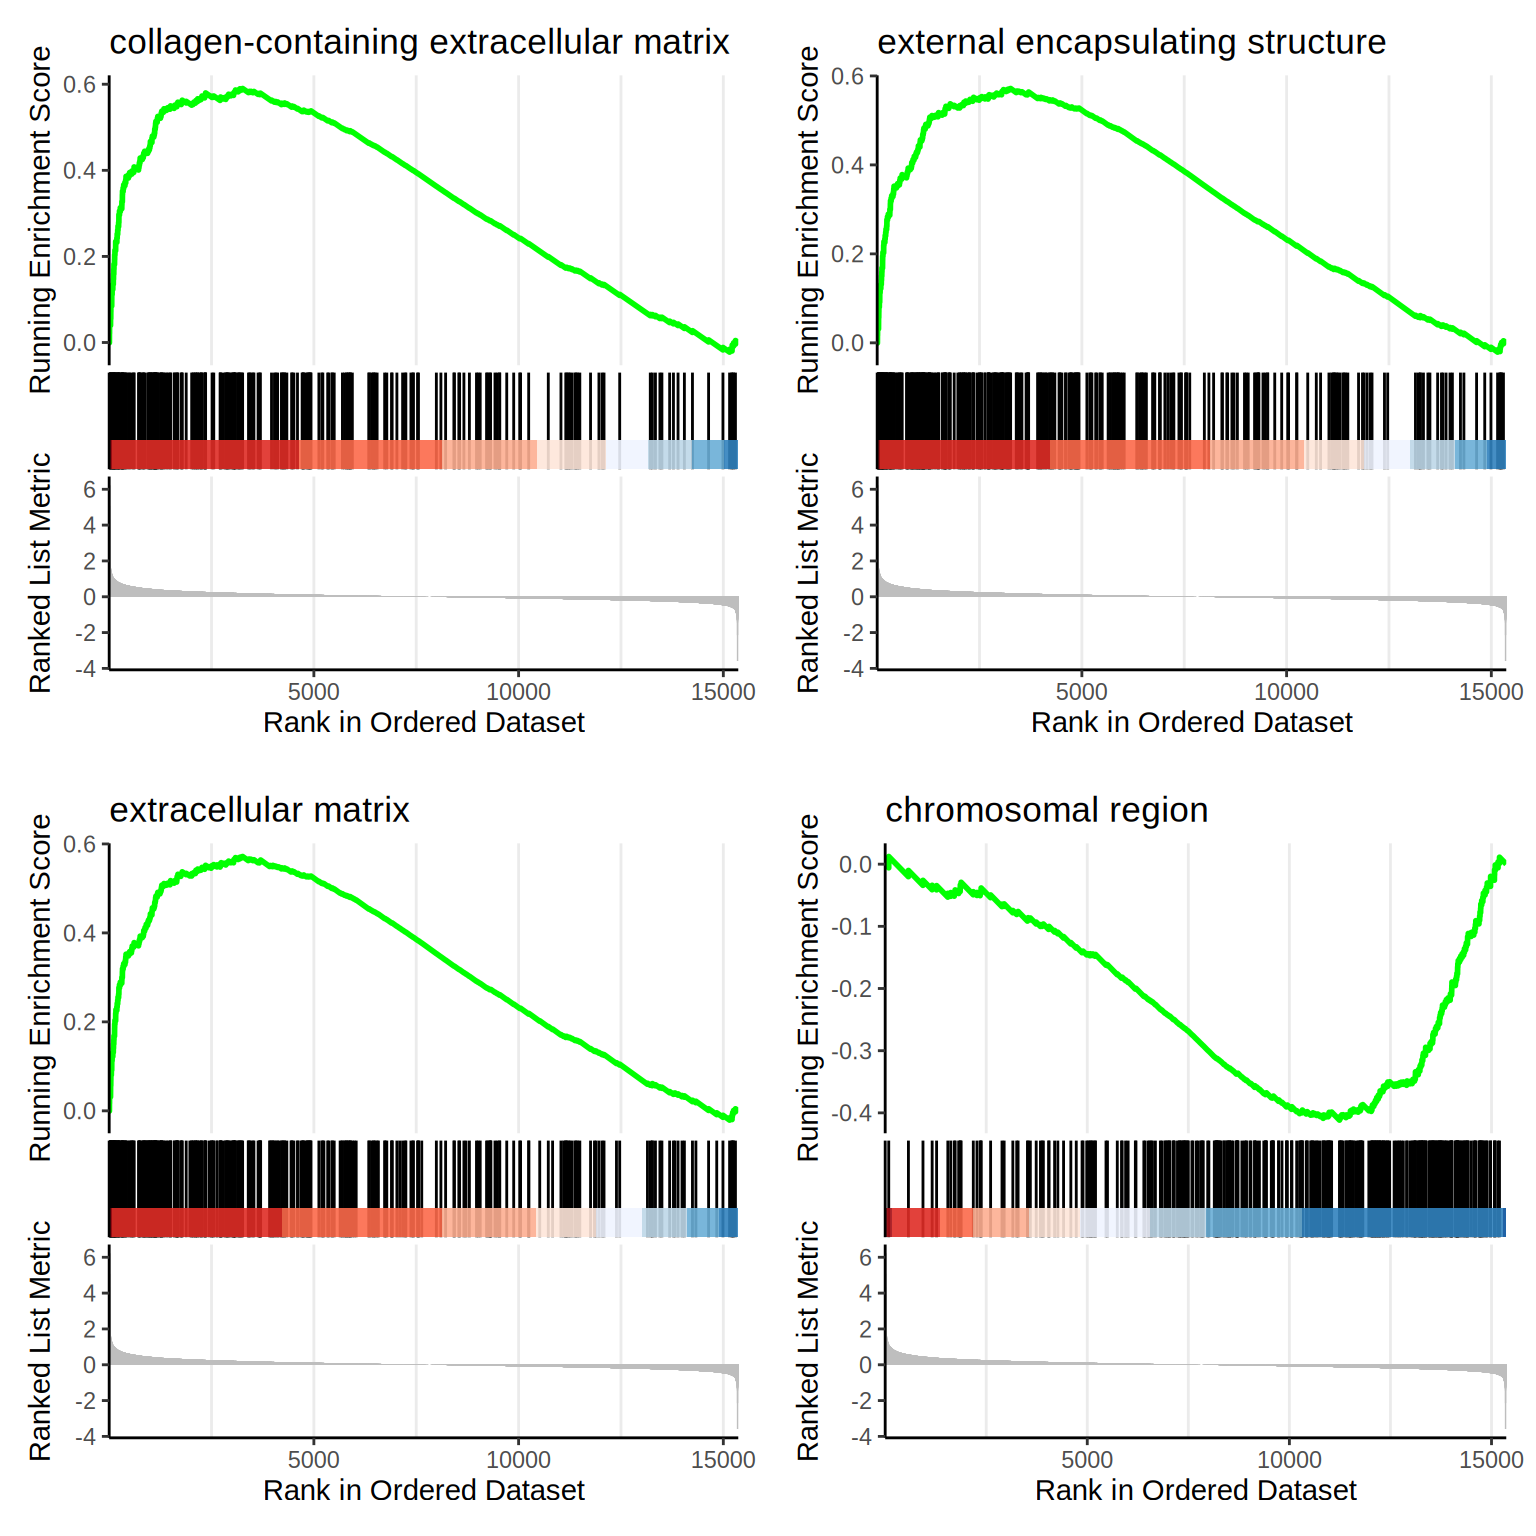 collagen-containing extracellular matrix
Running Enrichment Score
0.6
0.4
0.2
0.0
Ranked List Metric
6
4
2
0
-2
-4
5000 10000 15000
Rank in Ordered Dataset
external encapsulating structure
Running Enrichment Score
0.6
0.4
0.2
0.0
Ranked List Metric
6
4
2
0
-2
-4
5000 10000 15000
Rank in Ordered Dataset
extracellular matrix
Running Enrichment Score
0.6
0.4
0.2
0.0
Ranked List Metric
6
4
2
0
-2
-4
5000 10000 15000
Rank in Ordered Dataset
chromosomal region
Running Enrichment Score
0.0
-0.1
-0.2
-0.3
-0.4
Ranked List Metric
6
4
2
0
-2
-4
5000 10000 15000
Rank in Ordered Dataset